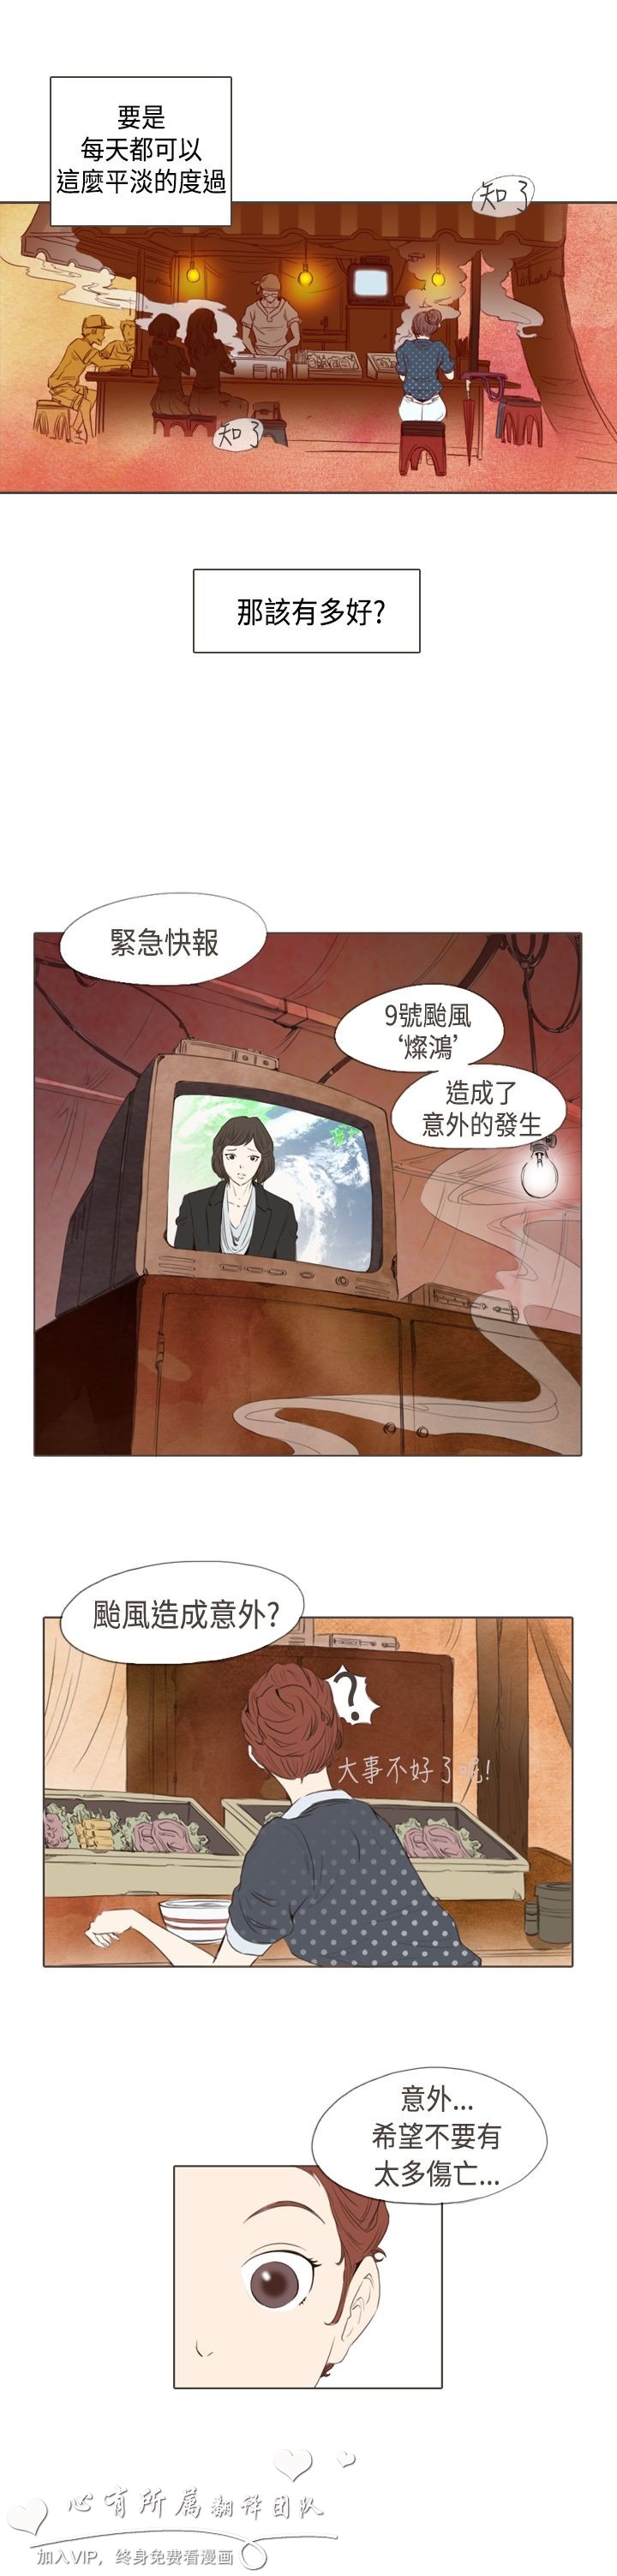 要是
每天都可以
這麼平淡的度過
知了
知了
那該有多好?
緊急快報
9號颱風
‘燦鴻’
造成了
意外的發生
颱風造成意外?
?
大事不好了呢!
意外...
希望不要有
太多傷亡...
心有所属翻译团队
加入VIP，终身免费看漫画